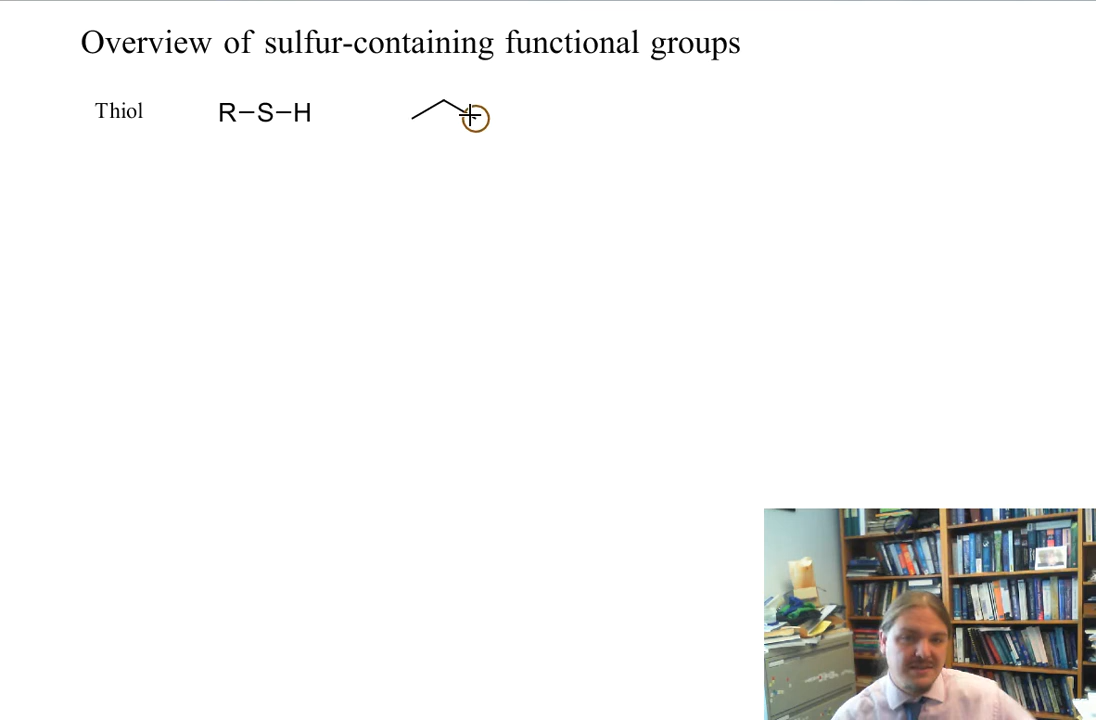 Overview of sulfur-containing functional groups
Thiol R–S–H